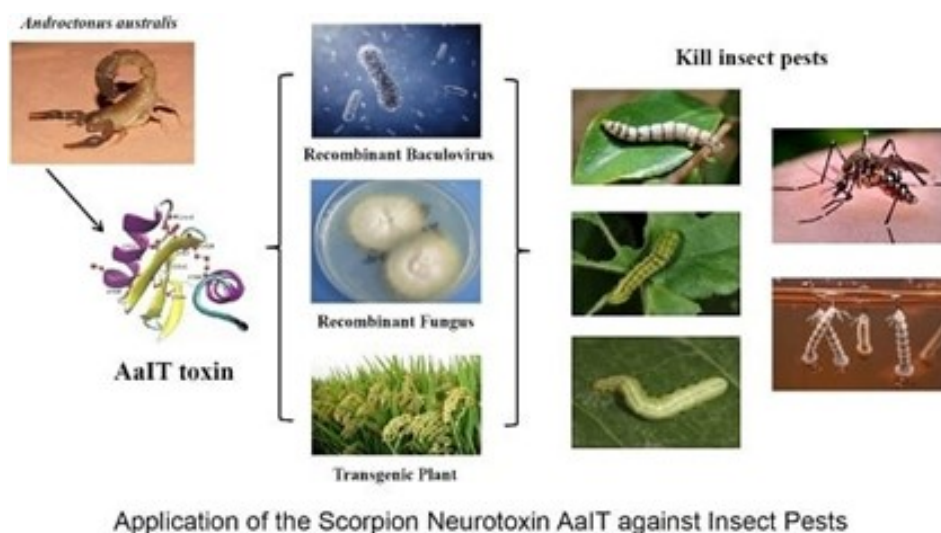 Androctonus australis
Kill insect pests
Recombinant Baculovirus
Recombinant Fungus
AaIT toxin
Transgenic Plant
Application of the Scorpion Neurotoxin AaIT against Insect Pests